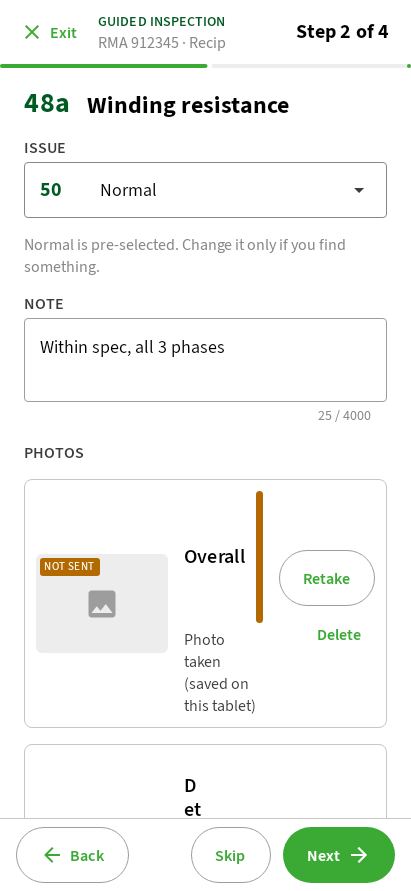 Exit
GUIDED INSPECTION
RMA 912345 · Recip
Step 2 of 4
48a Winding resistance
ISSUE
50 Normal
Normal is pre-selected. Change it only if you find
something.
NOTE
Within spec, all 3 phases
25 / 4000
PHOTOS
NOT SENT
Overall
Photo
taken
(saved on
this tablet)
Retake
Delete
D
et
Back
Skip
Next